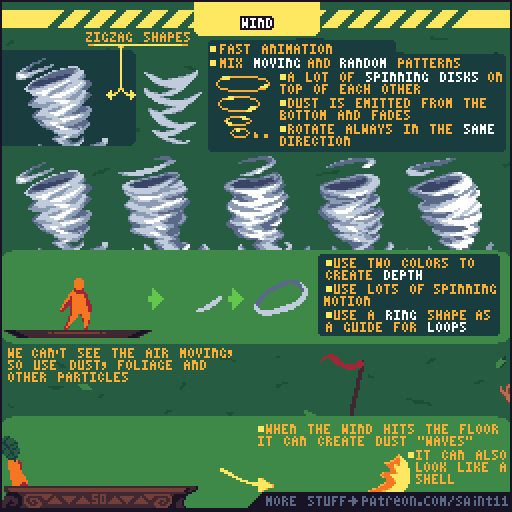 WIND
ZIGZAG SHAPES
FAST ANIMATION
MIX MOVING AND RANDOM PATTERNS
A LOT OF SPINNING DISKS ON
TOP OF EACH OTHER
DUST IS EMITTED FROM THE
BOTTOM AND FADES
ROTATE ALWAYS IN THE SAME
DIRECTION
USE TWO COLORS TO
CREATE DEPTH
USE LOTS OF SPINNING
MOTION
USE A RING SHAPE AS
A GUIDE FOR LOOPS
WE CAN'T SEE THE AIR MOVING,
SO USE DUST, FOLIAGE AND
OTHER PARTICLES
WHEN THE WIND HITS THE FLOOR
IT CAN CREATE DUST "WAVES"
IT CAN ALSO
LOOK LIKE A
SHELL
50
MORE STUFF→PATREON.COM/SAINT11